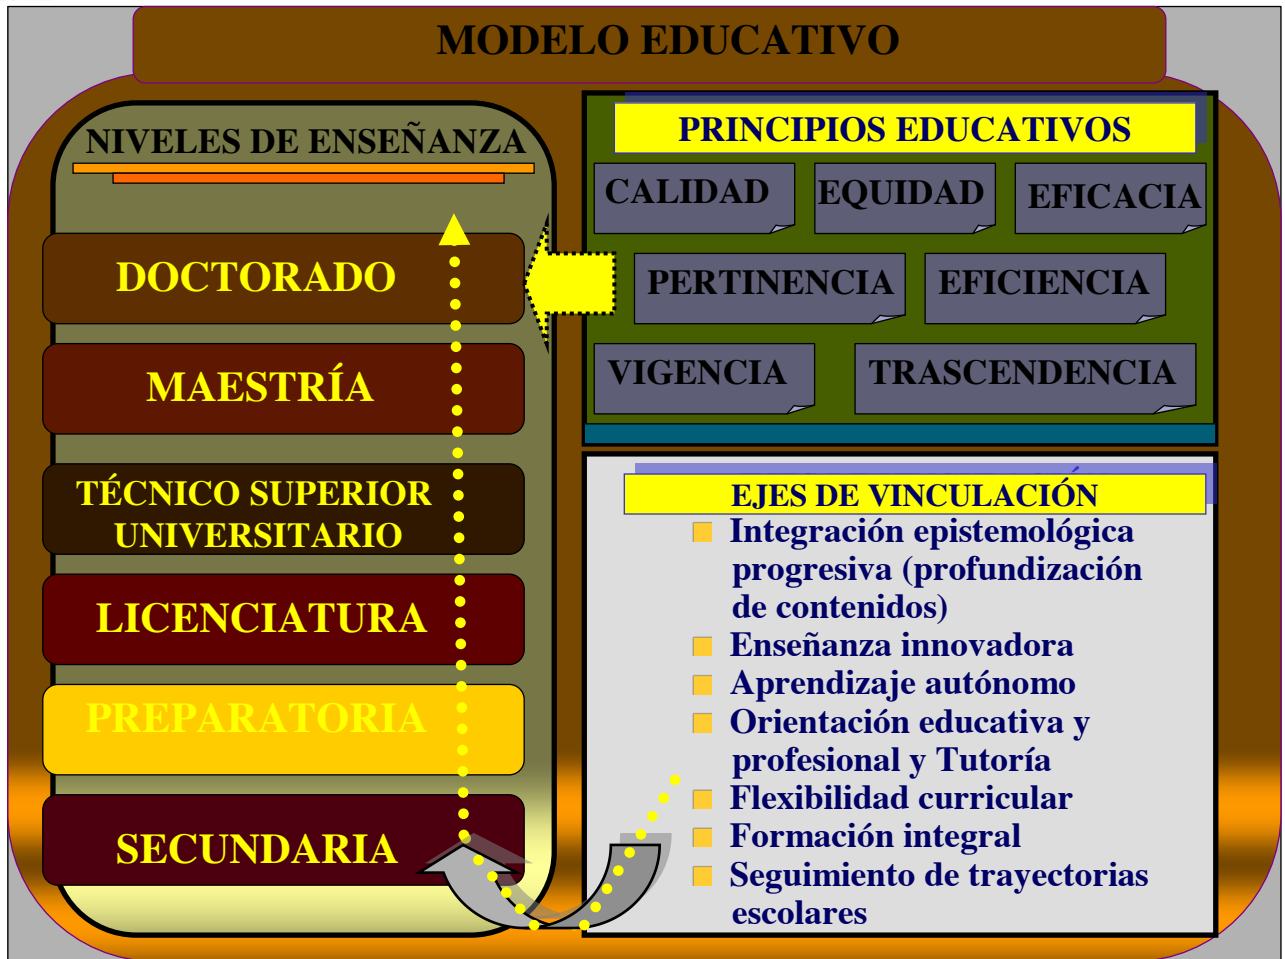 MODELO EDUCATIVO
NIVELES DE ENSEÑANZA
DOCTORADO
MAESTRÍA
TÉCNICO SUPERIOR
UNIVERSITARIO
LICENCIATURA
PREPARATORIA
SECUNDARIA
PRINCIPIOS EDUCATIVOS
CALIDAD
EQUIDAD
EFICACIA
PERTINENCIA
EFICIENCIA
VIGENCIA
TRASCENDENCIA
EJES DE VINCULACIÓN
Integración epistemológica
progresiva (profundización
de contenidos)
Enseñanza innovadora
Aprendizaje autónomo
Orientación educativa y
profesional y Tutoría
Flexibilidad curricular
Formación integral
Seguimiento de trayectorias
escolares